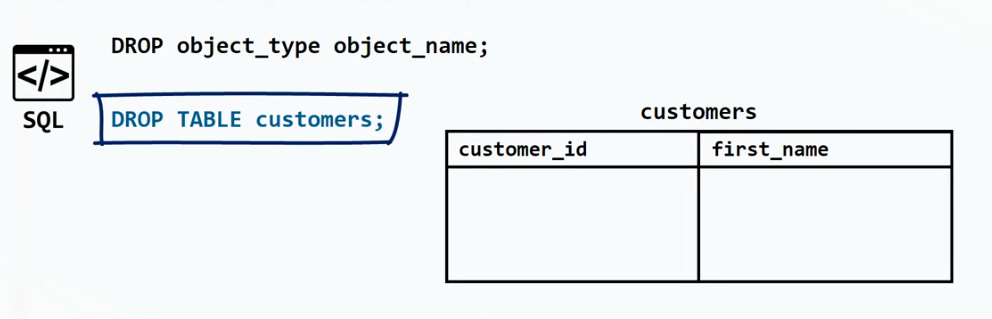 DROP object_type object_name;
</>
SQL
DROP TABLE customers;
customers
customer_id
first_name